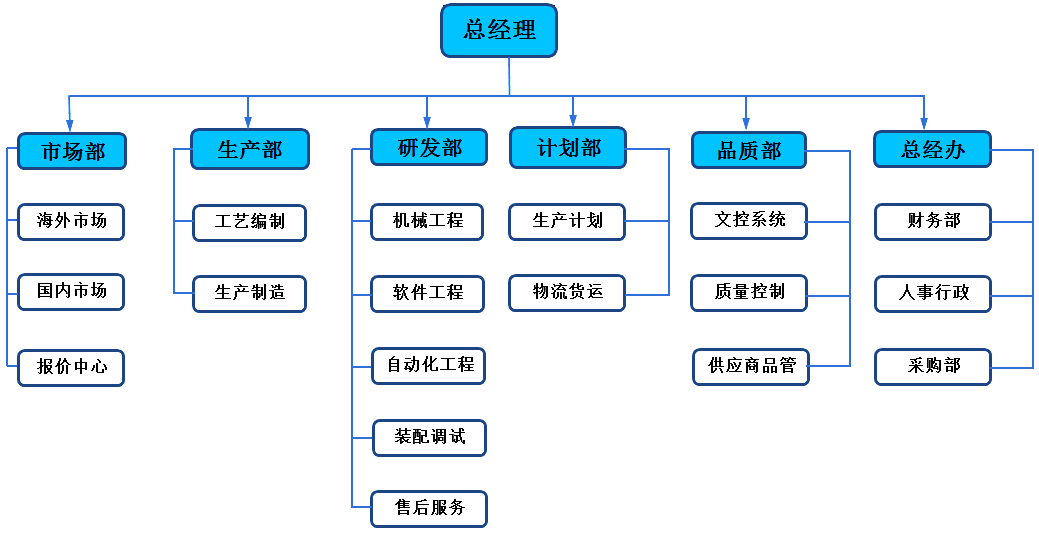 总经理
市场部
生产部
研发部
计划部
品质部
总经办
海外市场
工艺编制
机械工程
生产计划
文控系统
财务部
国内市场
生产制造
软件工程
物流货运
质量控制
人事行政
报价中心
自动化工程
供应商品管
采购部
装配调试
售后服务